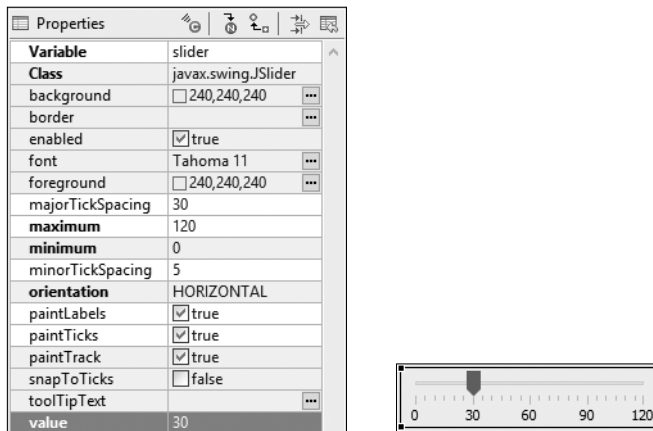 Properties
Variable slider
Class javax.swing.JSlider
background 240,240,240 ...
border ...
enabled true
font Tahoma 11 ...
foreground 240,240,240 ...
majorTickSpacing 30
maximum 120
minimum 0
minorTickSpacing 5
orientation HORIZONTAL
paintLabels true
paintTicks true
paintTrack true
snapToTicks false
toolTipText ...
value 30
0 30 60 90 120